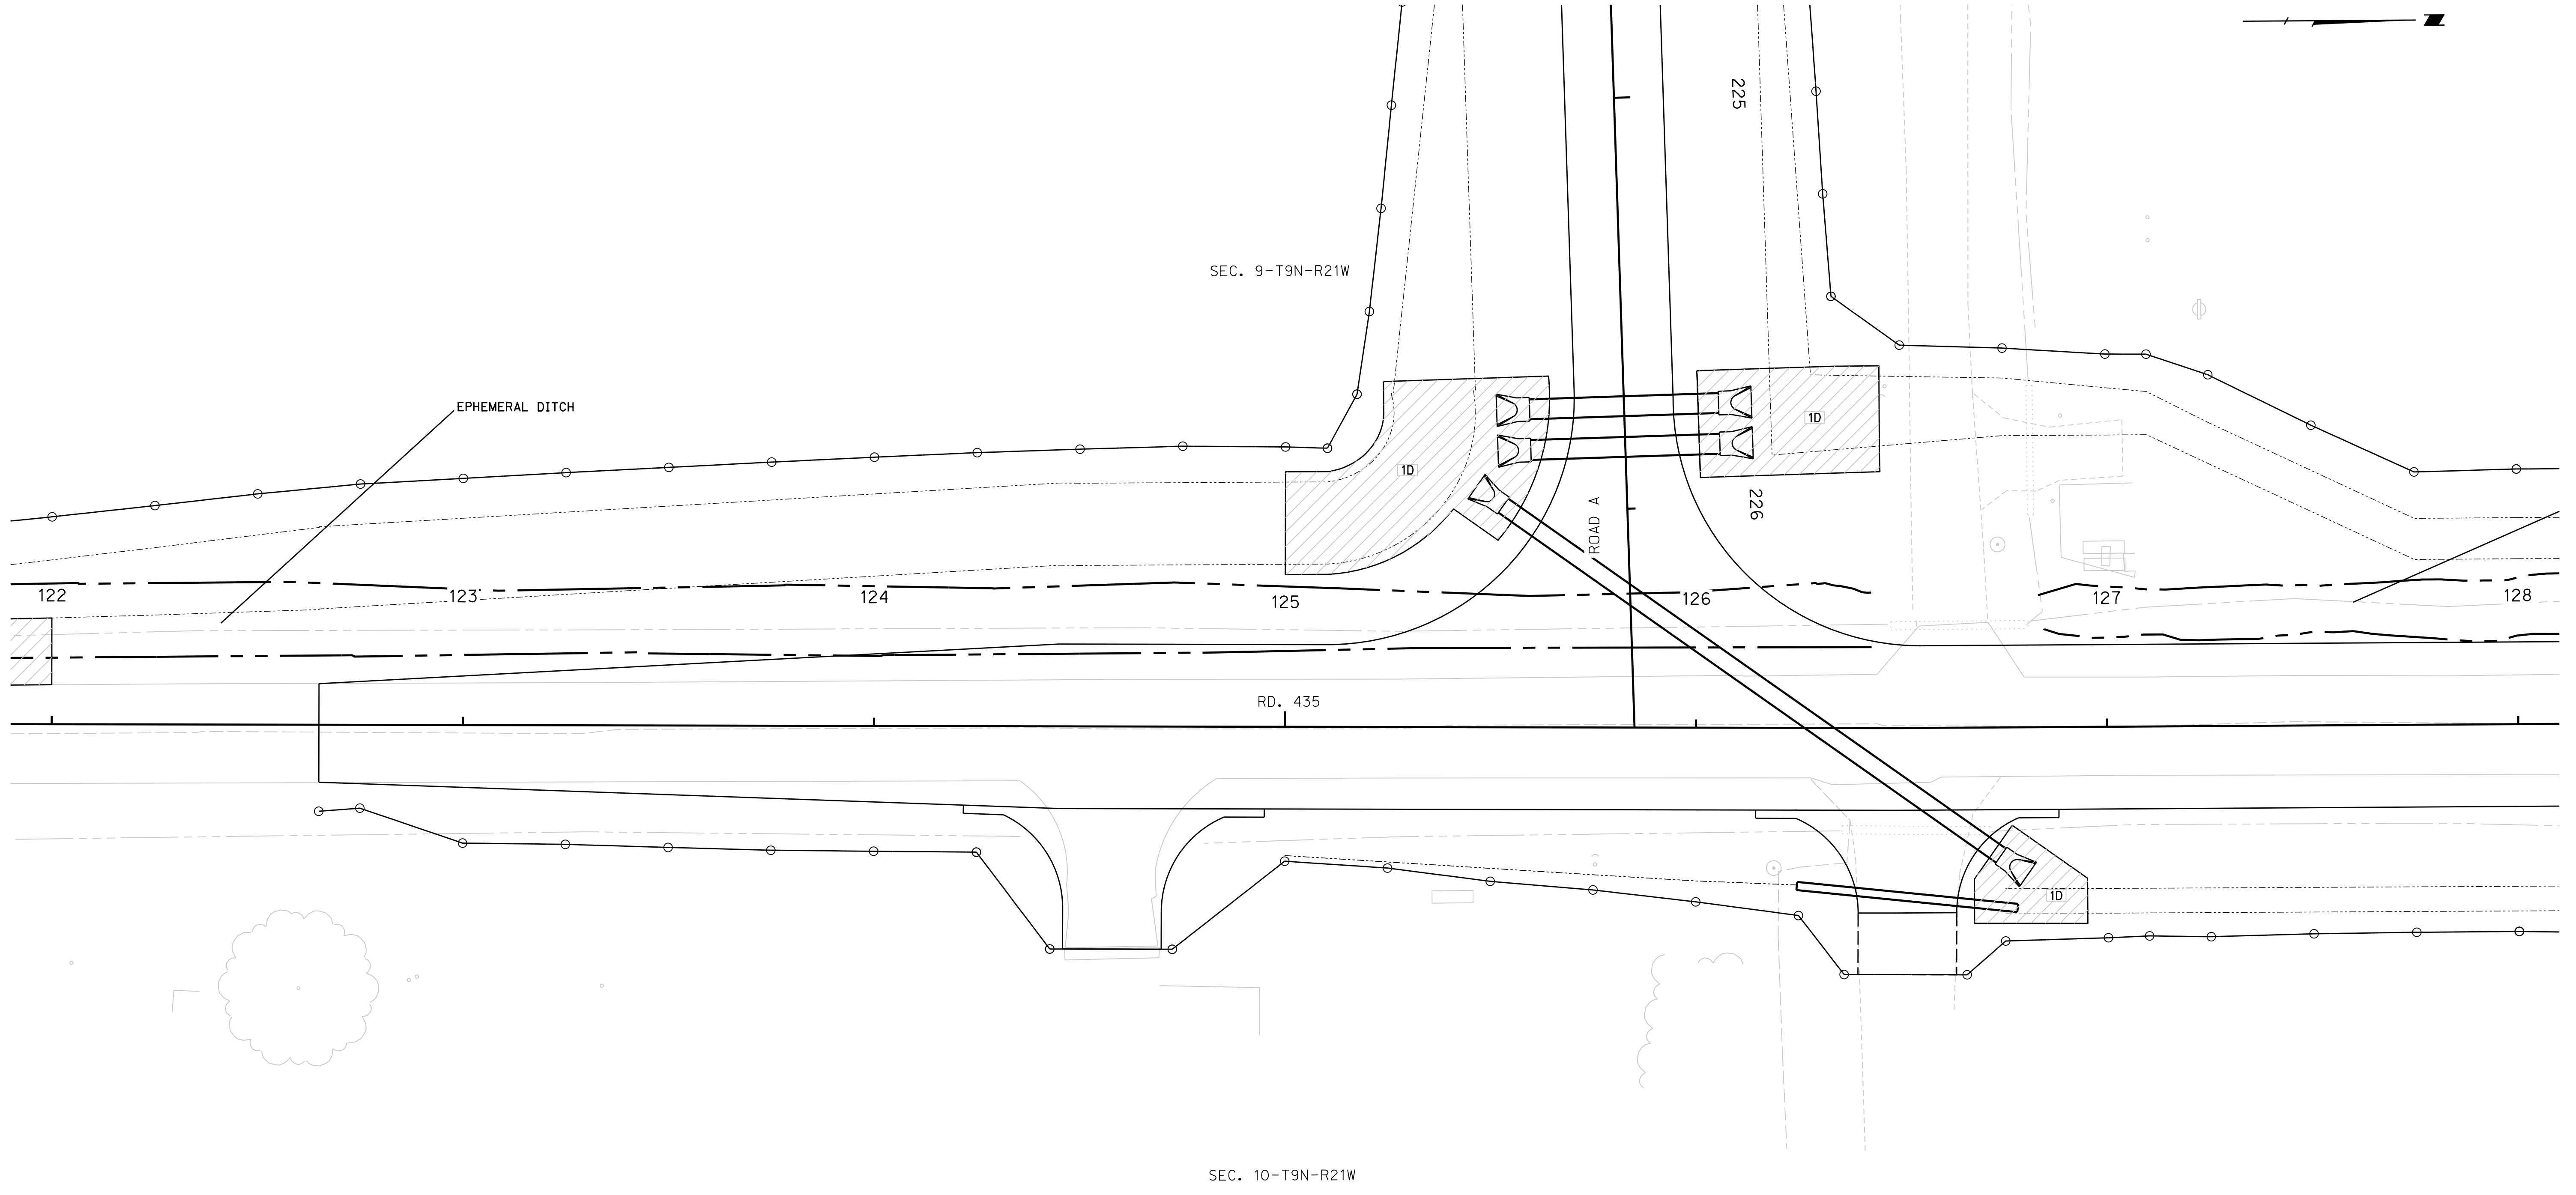 N
225
SEC. 9-T9N-R21W
EPHEMERAL DITCH
1D
1D
226
ROAD A
122
123
124
125
126
127
128
RD. 435
1D
SEC. 10-T9N-R21W